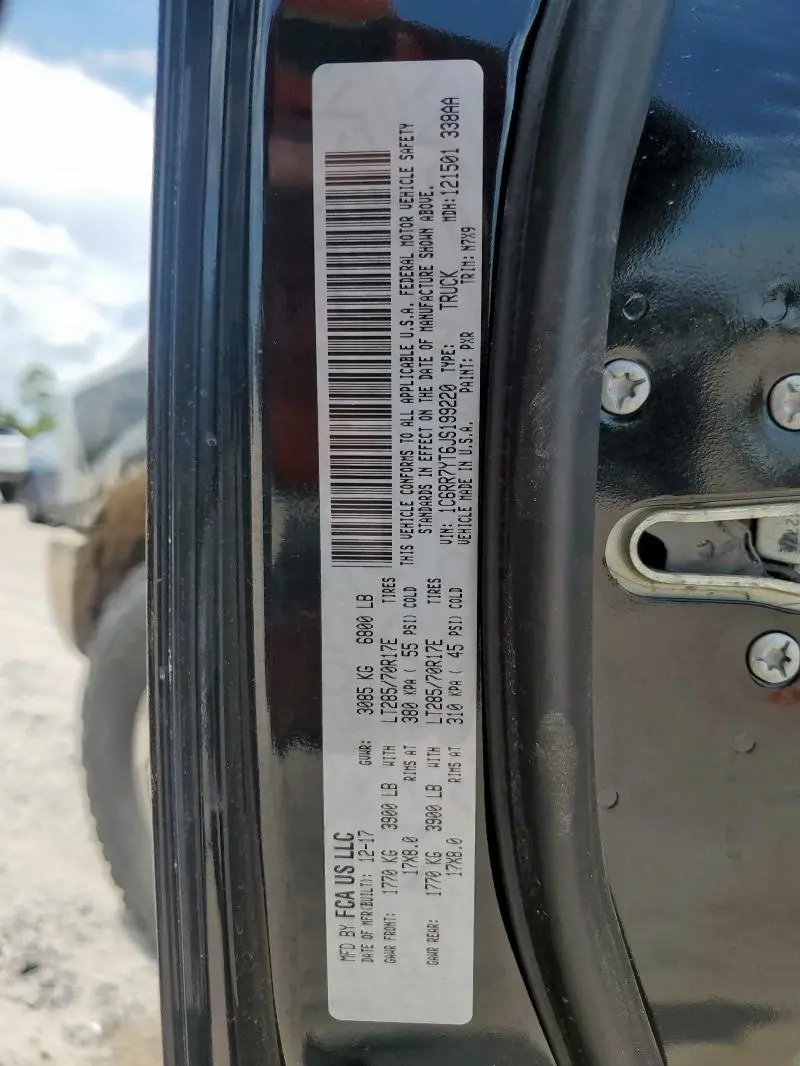 MFD BY FCA US LLC
DATE OF MFR(BUILT): 12-17 GVWR: 3085 KG 6800 LB
GAWR FRONT: 1770 KG 3900 LB WITH LT285/70R17E TIRES
17X8.0 RIMS AT 380 KPA ( 55 PSI) COLD
GAWR REAR: 1770 KG 3900 LB WITH LT285/70R17E TIRES
17X8.0 RIMS AT 310 KPA ( 45 PSI) COLD
THIS VEHICLE CONFORMS TO ALL APPLICABLE U.S.A. FEDERAL MOTOR VEHICLE SAFETY
STANDARDS IN EFFECT ON THE DATE OF MANUFACTURE SHOWN ABOVE.
VIN: 1C6RR7YT6JS199220 TYPE: TRUCK MDH:121501 338AA
VEHICLE MADE IN U.S.A. PAINT: PXR TRIM: N7X9